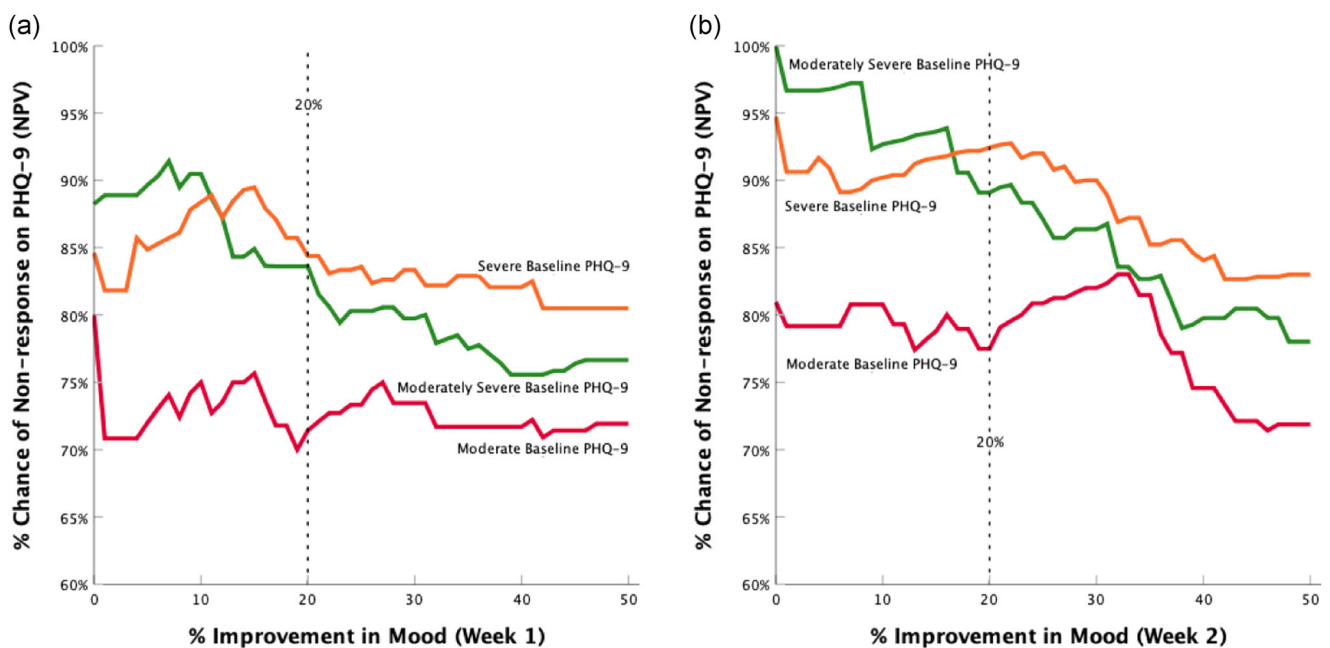 (a)
% Chance of Non-response on PHQ-9 (NPV)
100%
95%
90%
85%
80%
75%
70%
65%
60%
20%
Severe Baseline PHQ-9
Moderately Severe Baseline PHQ-9
Moderate Baseline PHQ-9
0
10
20
30
40
50
% Improvement in Mood (Week 1)
(b)
% Chance of Non-response on PHQ-9 (NPV)
100%
95%
90%
85%
80%
75%
70%
65%
60%
Moderately Severe Baseline PHQ-9
Severe Baseline PHQ-9
Moderate Baseline PHQ-9
20%
0
10
20
30
40
50
% Improvement in Mood (Week 2)